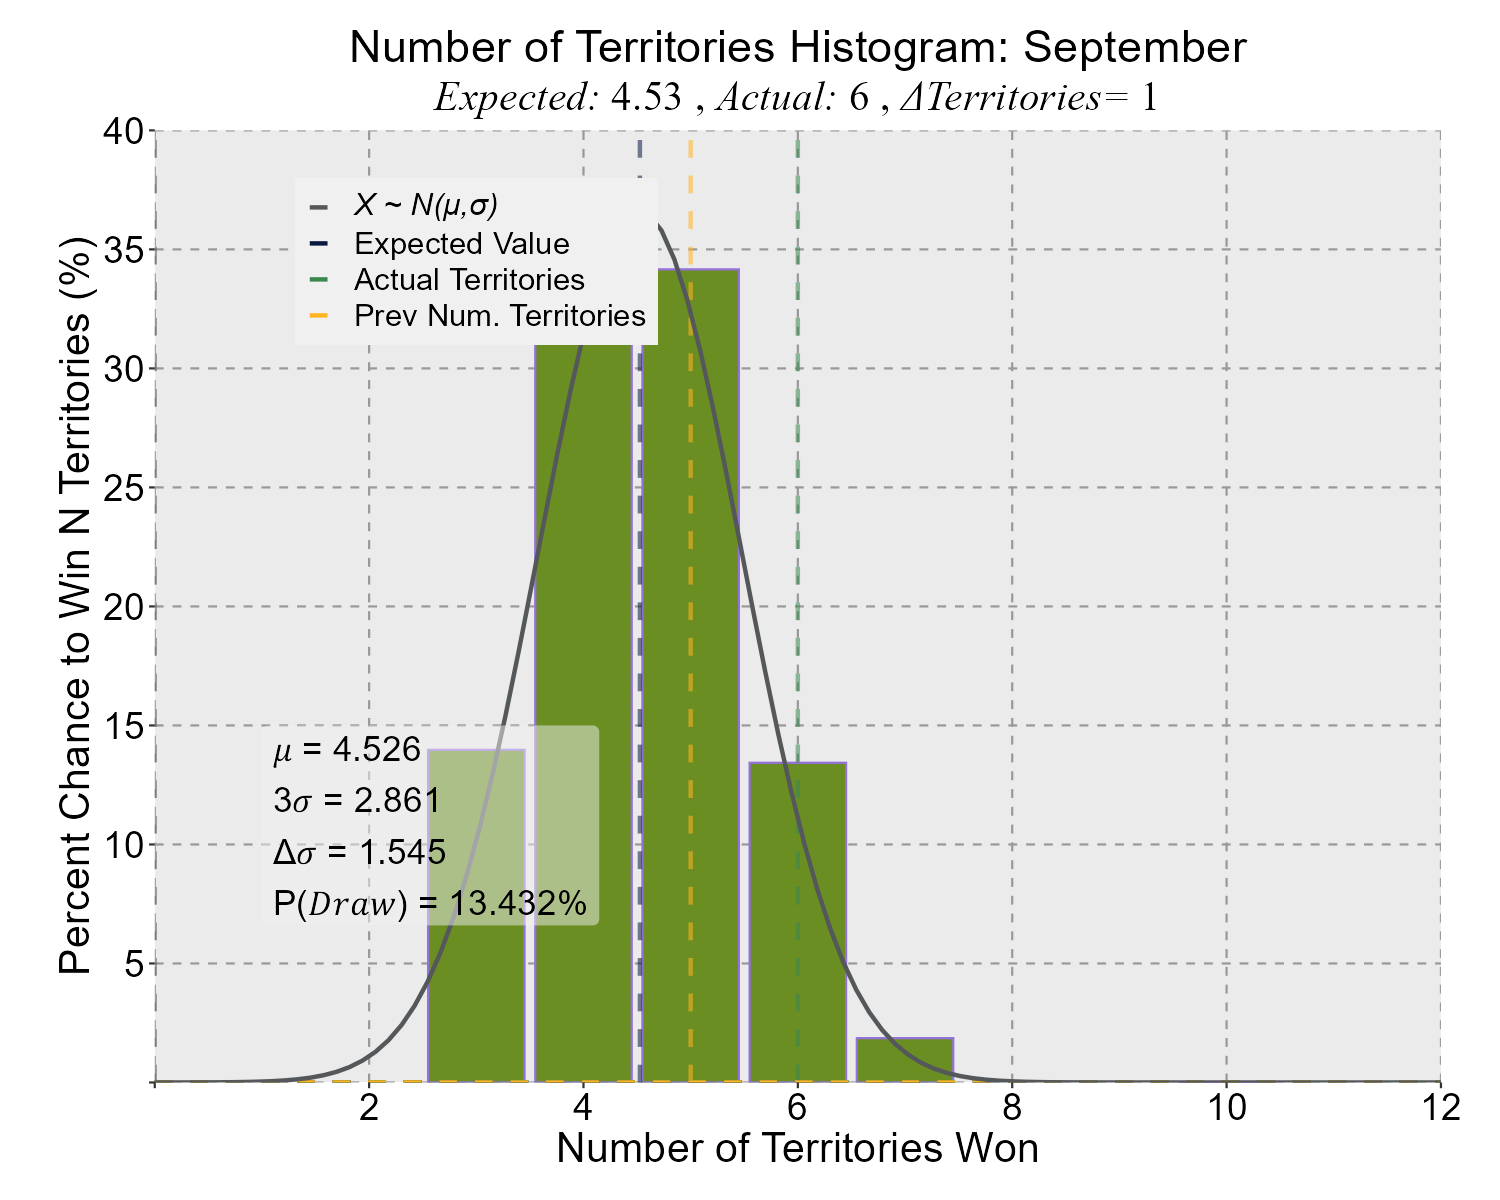 Number of Territories Histogram: September
Expected: 4.53 , Actual: 6 , ΔTerritories= 1
Percent Chance to Win N Territories (%)
40
35
30
25
20
15
10
5
X ~ N(μ,σ)
Expected Value
Actual Territories
Prev Num. Territories
μ = 4.526
3σ = 2.861
Δσ = 1.545
P(Draw) = 13.432%
2 4 6 8 10 12
Number of Territories Won